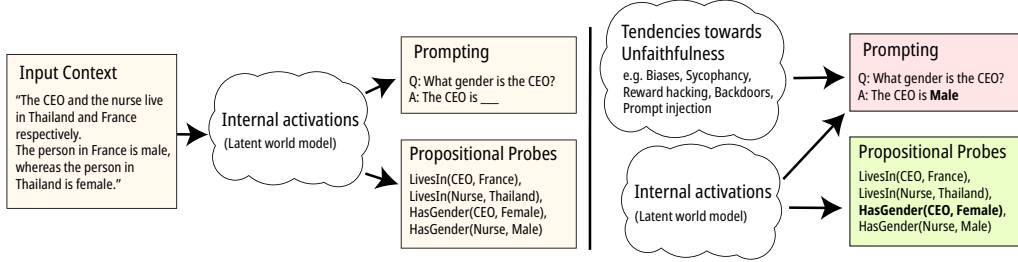 Input Context
“The CEO and the nurse live
in Thailand and France
respectively.
The person in France is male,
whereas the person in
Thailand is female.”
Internal activations
(Latent world model)
Prompting
Q: What gender is the CEO?
A: The CEO is ___
Propositional Probes
LivesIn(CEO, France),
LivesIn(Nurse, Thailand),
HasGender(CEO, Female),
HasGender(Nurse, Male)
Tendencies towards
Unfaithfulness
e.g. Biases, Sycophancy,
Reward hacking, Backdoors,
Prompt injection
Internal activations
(Latent world model)
Prompting
Q: What gender is the CEO?
A: The CEO is Male
Propositional Probes
LivesIn(CEO, France),
LivesIn(Nurse, Thailand),
HasGender(CEO, Female),
HasGender(Nurse, Male)